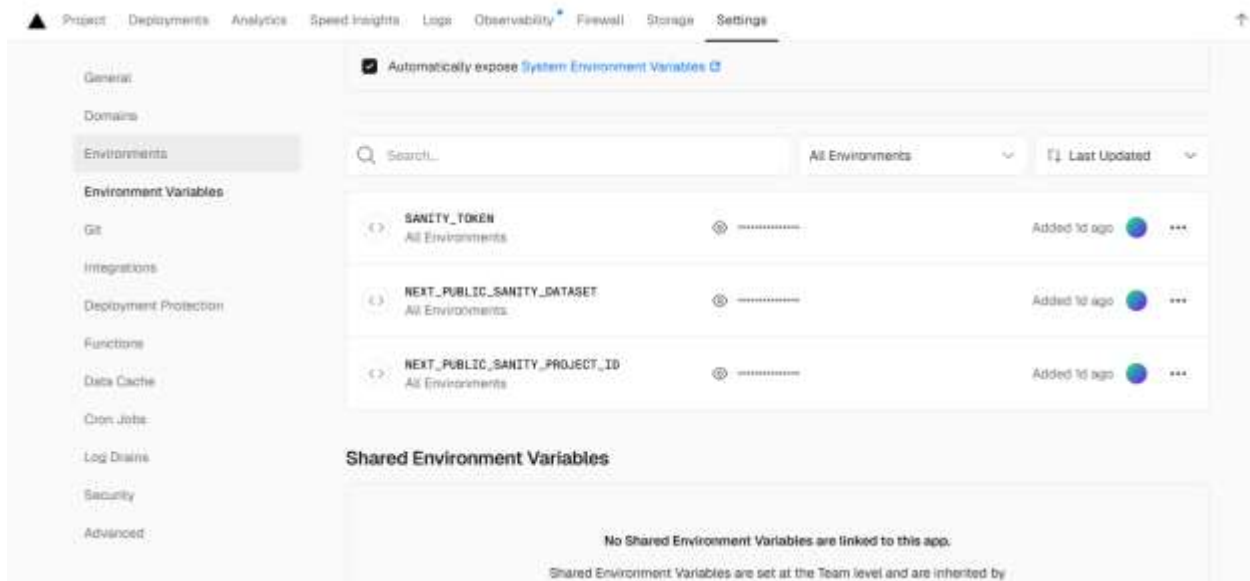 Project Deployments Analytics Speed Insights Logs Observability Firewall Storage Settings
General
Domains
Environments
Environment Variables
Git
Integrations
Deployment Protection
Functions
Data Cache
Cron Jobs
Log Drains
Security
Advanced
Automatically expose System Environment Variables
Search...
All Environments
Last Updated
SANITY_TOKEN
All Environments
Added 1d ago
NEXT_PUBLIC_SANITY_DATASET
All Environments
Added 1d ago
NEXT_PUBLIC_SANITY_PROJECT_ID
All Environments
Added 1d ago
Shared Environment Variables
No Shared Environment Variables are linked to this app.
Shared Environment Variables are set at the Team level and are inherited by